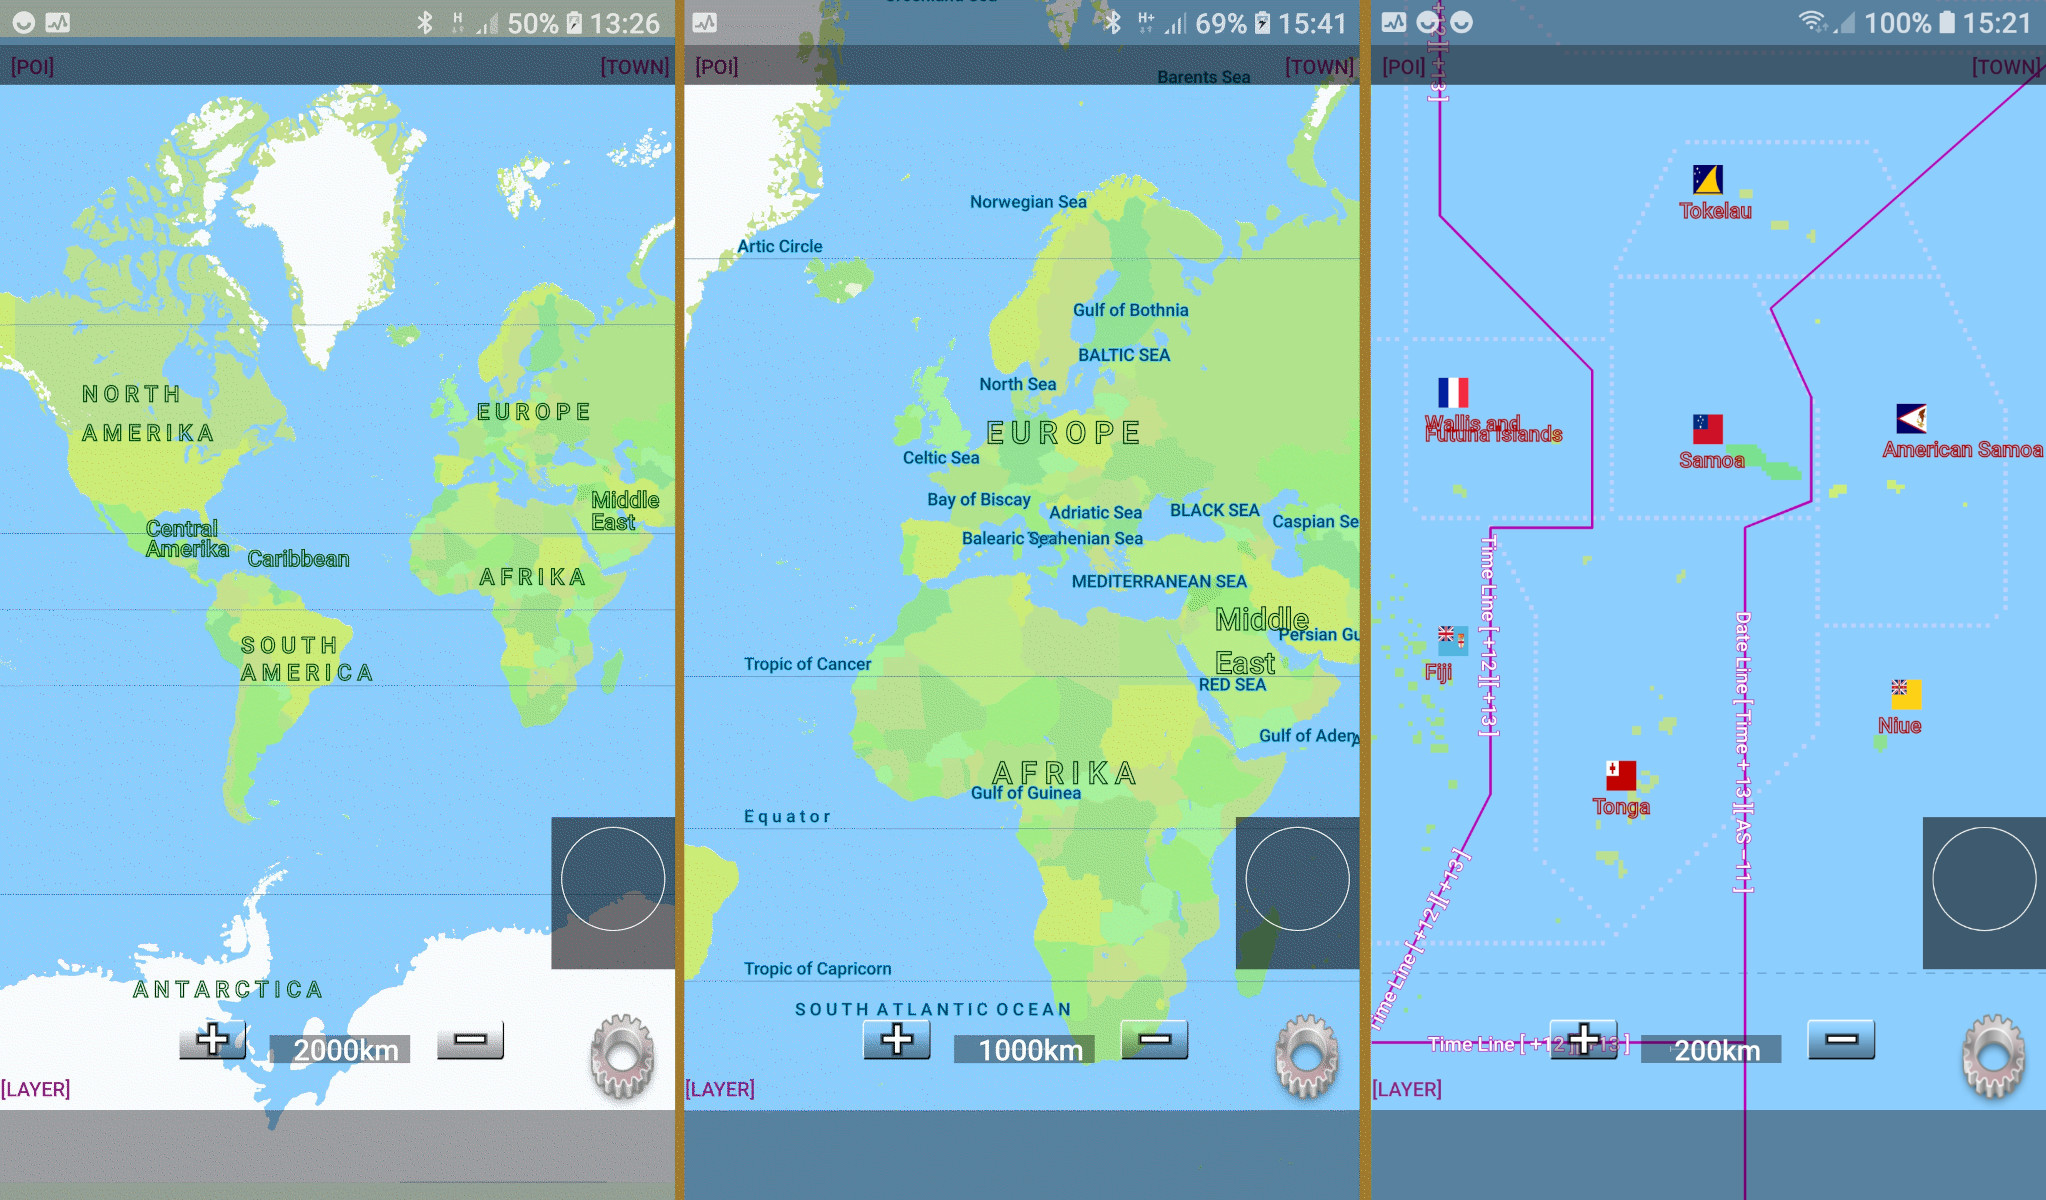 50% 13:26
[POI] [TOWN]
NORTH
AMERIKA
EUROPE
Middle
East
Central
Amerika
Caribbean
AFRIKA
SOUTH
AMERICA
ANTARCTICA
2000km
[LAYER]
H+ 69% 15:41
[POI] [TOWN]
Barents Sea
Norwegian Sea
Artic Circle
Gulf of Bothnia
BALTIC SEA
North Sea
EUROPE
Celtic Sea
Bay of Biscay
Adriatic Sea
BLACK SEA
Caspian Se
Balearic Sea
MEDITERRANEAN SEA
Middle
East
Persian Gu
Tropic of Cancer
RED SEA
Gulf of Aden
AFRIKA
Gulf of Guinea
Equator
Tropic of Capricorn
SOUTH ATLANTIC OCEAN
1000km
[LAYER]
100% 15:21
[POI] [TOWN]
Tokelau
Wallis and
Futuna Islands
Samoa
American Samoa
Time Line [ +12 ][ +13 ]
Fiji
Niue
Date Line [ Time + 13 ][ AS - 11 ]
Tonga
Time Line [ +12 ][ +13 ]
Time Line [ +12 ][ +13 ]
200km
[LAYER]